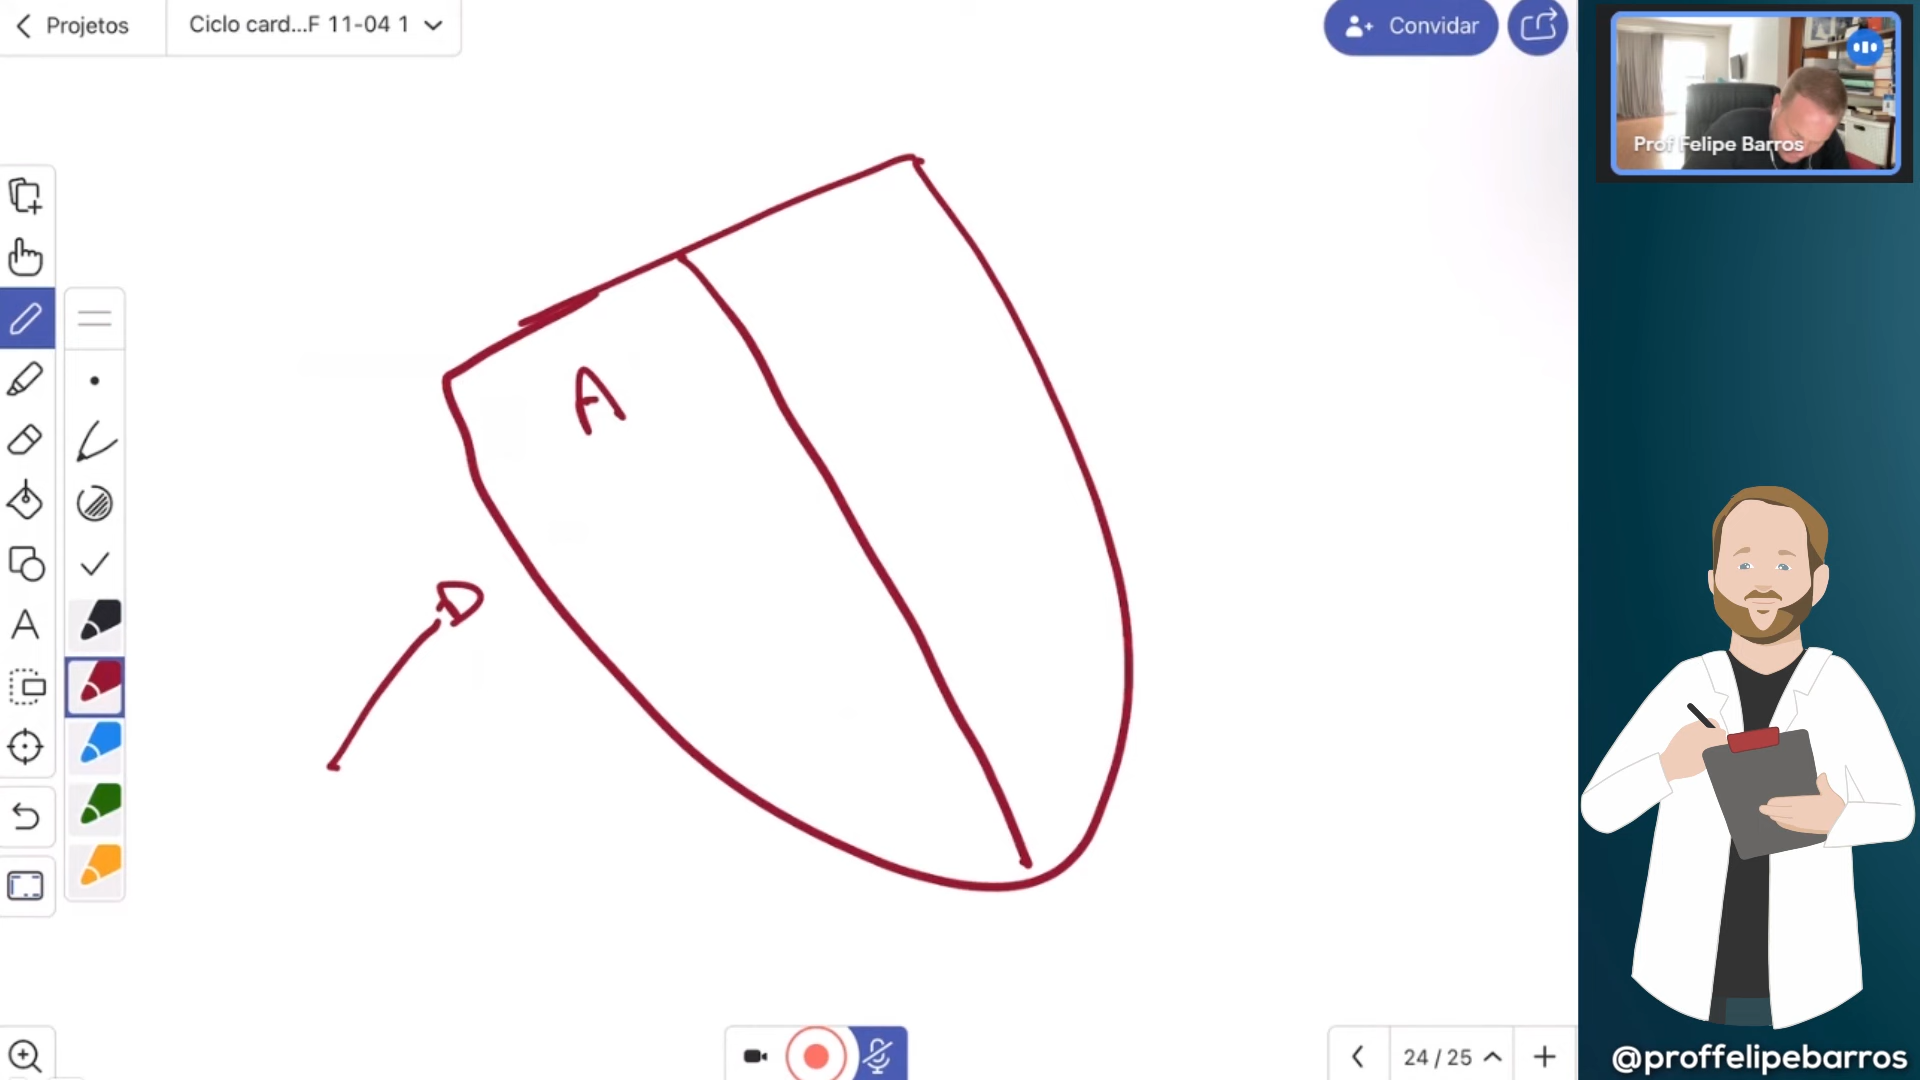 Projetos
Ciclo card...F 11-04 1
Convidar
Prof Felipe Barros
A
24 / 25
@proffelipebarros